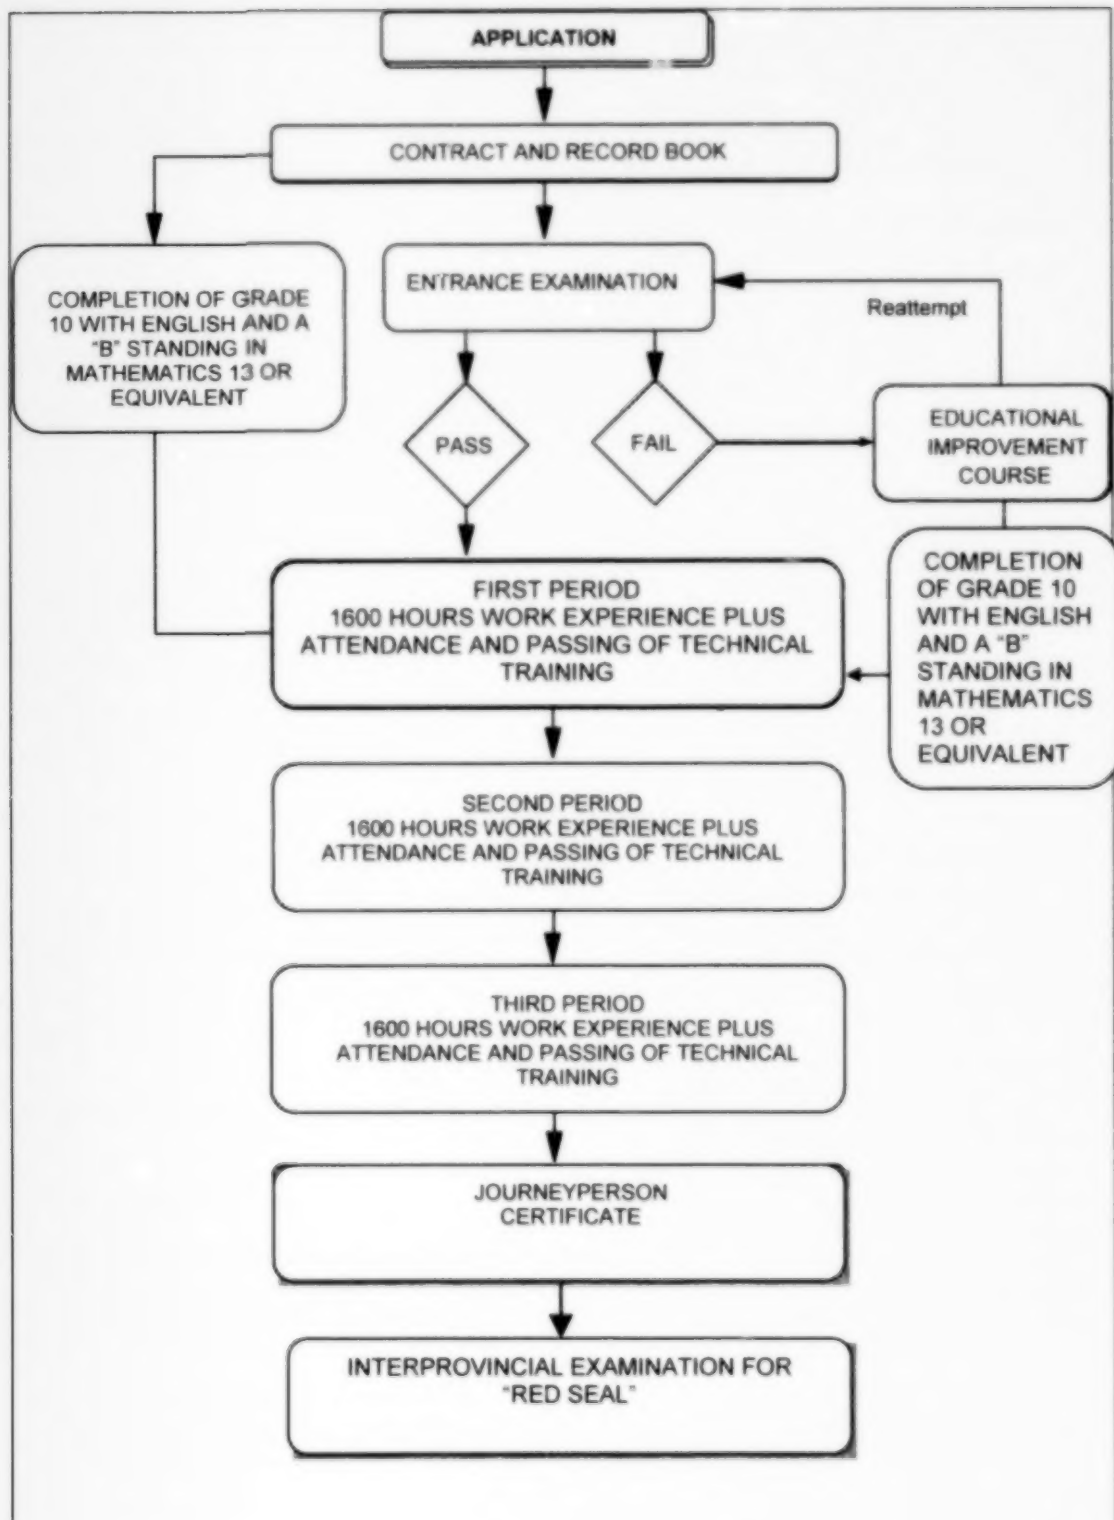 APPLICATION
CONTRACT AND RECORD BOOK
COMPLETION OF GRADE
10 WITH ENGLISH AND A
"B" STANDING IN
MATHEMATICS 13 OR
EQUIVALENT
ENTRANCE EXAMINATION
Reattempt
PASS
FAIL
EDUCATIONAL
IMPROVEMENT
COURSE
FIRST PERIOD
1600 HOURS WORK EXPERIENCE PLUS
ATTENDANCE AND PASSING OF TECHNICAL
TRAINING
COMPLETION
OF GRADE 10
WITH ENGLISH
AND A "B"
STANDING IN
MATHEMATICS
13 OR
EQUIVALENT
SECOND PERIOD
1600 HOURS WORK EXPERIENCE PLUS
ATTENDANCE AND PASSING OF TECHNICAL
TRAINING
THIRD PERIOD
1600 HOURS WORK EXPERIENCE PLUS
ATTENDANCE AND PASSING OF TECHNICAL
TRAINING
JOURNEYPERSON
CERTIFICATE
INTERPROVINCIAL EXAMINATION FOR
"RED SEAL"